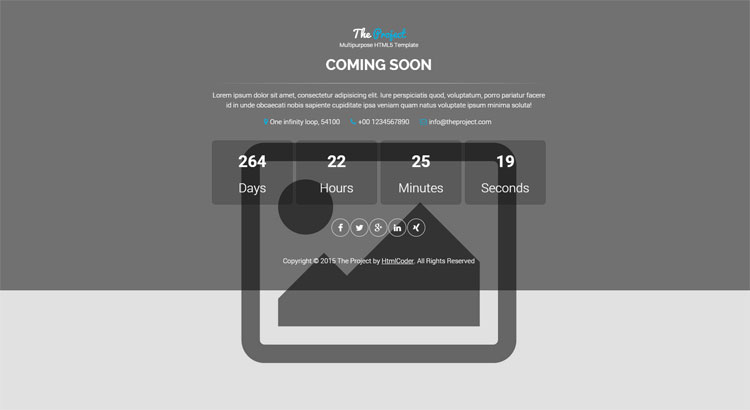 The Project
Multipurpose HTML5 Template
COMING SOON
Lorem ipsum dolor sit amet, consectetur adipisicing elit. Iure perspiciatis quod, voluptatum, porro pariatur facere
id in unde obcaecati nobis sapiente cupiditate ipsa veniam quam natus voluptate ipsum minima soluta!
One infinity loop, 54100 +00 1234567890 info@theproject.com
264 22 25 19
Days Hours Minutes Seconds
Copyright © 2015 The Project by HtmlCoder. All Rights Reserved